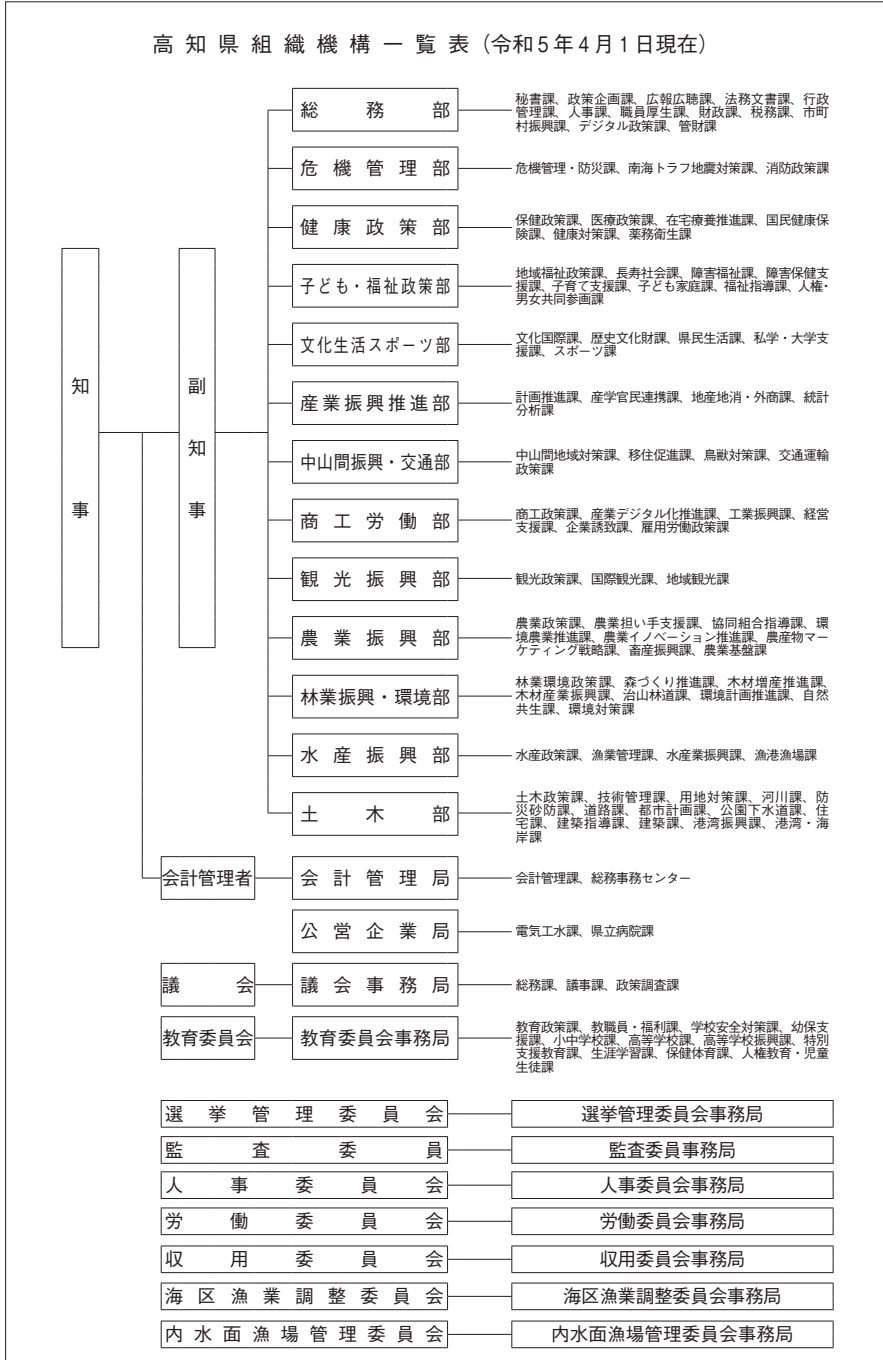 高知県組織機構一覧表(令和5年4月1日現在)
知事
副知事
総務部
秘書課、政策企画課、広報広聴課、法務文書課、行政
管理課、人事課、職員厚生課、財政課、税務課、市町
村振興課、デジタル政策課、管財課
危機管理部
危機管理・防災課、南海トラフ地震対策課、消防政策課
健康政策部
保健政策課、医療政策課、在宅療養推進課、国民健康保
険課、健康対策課、薬務衛生課
子ども・福祉政策部
地域福祉政策課、長寿社会課、障害福祉課、障害保健支
援課、子育て支援課、子ども家庭課、福祉指導課、人権・
男女共同参画課
文化生活スポーツ部
文化国際課、歴史文化財課、県民生活課、私学・大学支
援課、スポーツ課
産業振興推進部
計画推進課、産学官民連携課、地産地消・外商課、統計
分析課
中山間振興・交通部
中山間地域対策課、移住促進課、鳥獣対策課、交通運輸
政策課
商工労働部
商工政策課、産業デジタル化推進課、工業振興課、経営
支援課、企業誘致課、雇用労働政策課
観光振興部
観光政策課、国際観光課、地域観光課
農業振興部
農業政策課、農業担い手支援課、協同組合指導課、環
境農業推進課、農業イノベーション推進課、農産物マー
ケティング戦略課、畜産振興課、農業基盤課
林業振興・環境部
林業環境政策課、森づくり推進課、木材増産推進課、
木材産業振興課、治山林道課、環境計画推進課、自然
共生課、環境対策課
水産振興部
水産政策課、漁業管理課、水産業振興課、漁港漁場課
土木部
土木政策課、技術管理課、用地対策課、河川課、防
災砂防課、道路課、都市計画課、公園下水道課、住
宅課、建築指導課、建築課、港湾振興課、港湾・海
岸課
会計管理者
会計管理局
会計管理課、総務事務センター
公営企業局
電気工水課、県立病院課
議会
議会事務局
総務課、議事課、政策調査課
教育委員会
教育委員会事務局
教育政策課、教職員・福利課、学校安全対策課、幼保支
援課、小中学校課、高等学校課、高等学校振興課、特別
支援教育課、生涯学習課、保健体育課、人権教育・児童
生徒課
選挙管理委員会
選挙管理委員会事務局
監査委員
監査委員事務局
人事委員会
人事委員会事務局
労働委員会
労働委員会事務局
収用委員会
収用委員会事務局
海区漁業調整委員会
海区漁業調整委員会事務局
内水面漁場管理委員会
内水面漁場管理委員会事務局